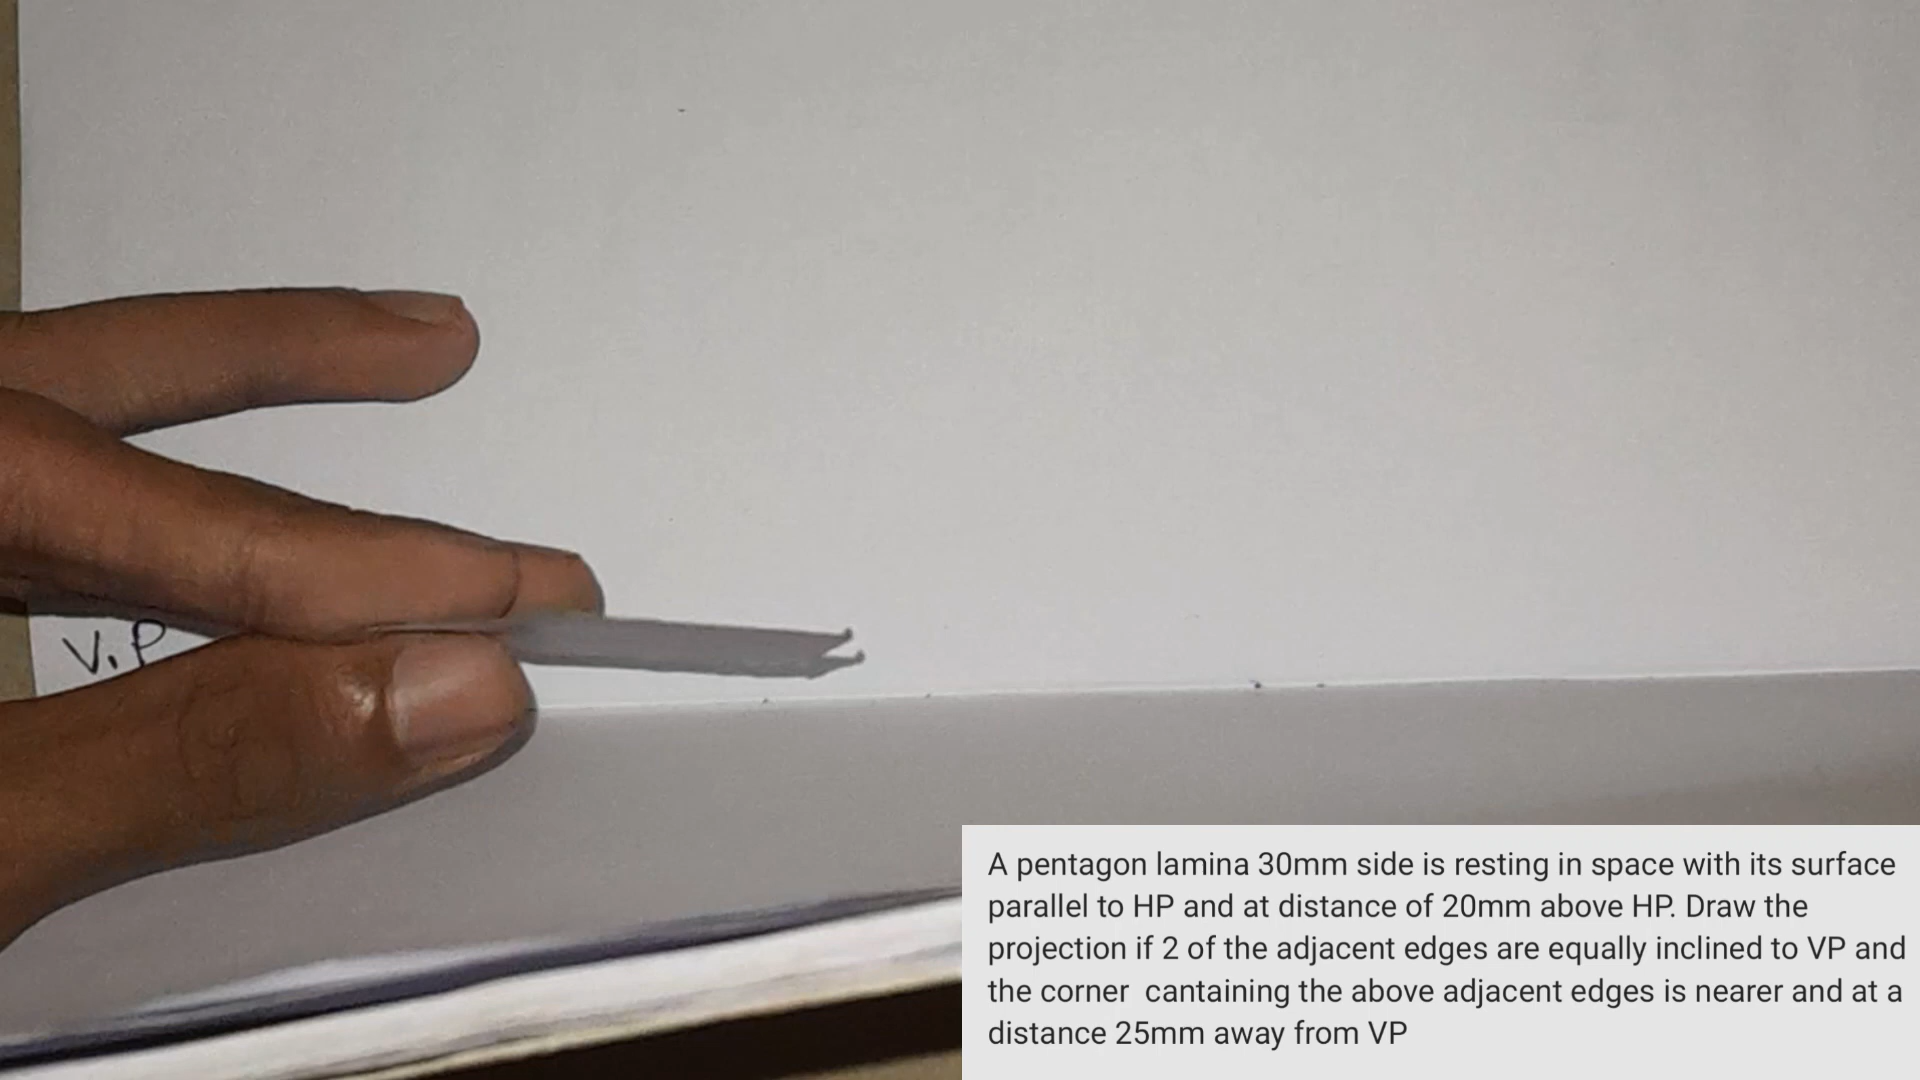 V.P
A pentagon lamina 30mm side is resting in space with its surface
parallel to HP and at distance of 20mm above HP. Draw the
projection if 2 of the adjacent edges are equally inclined to VP and
the corner  cantaining the above adjacent edges is nearer and at a
distance 25mm away from VP